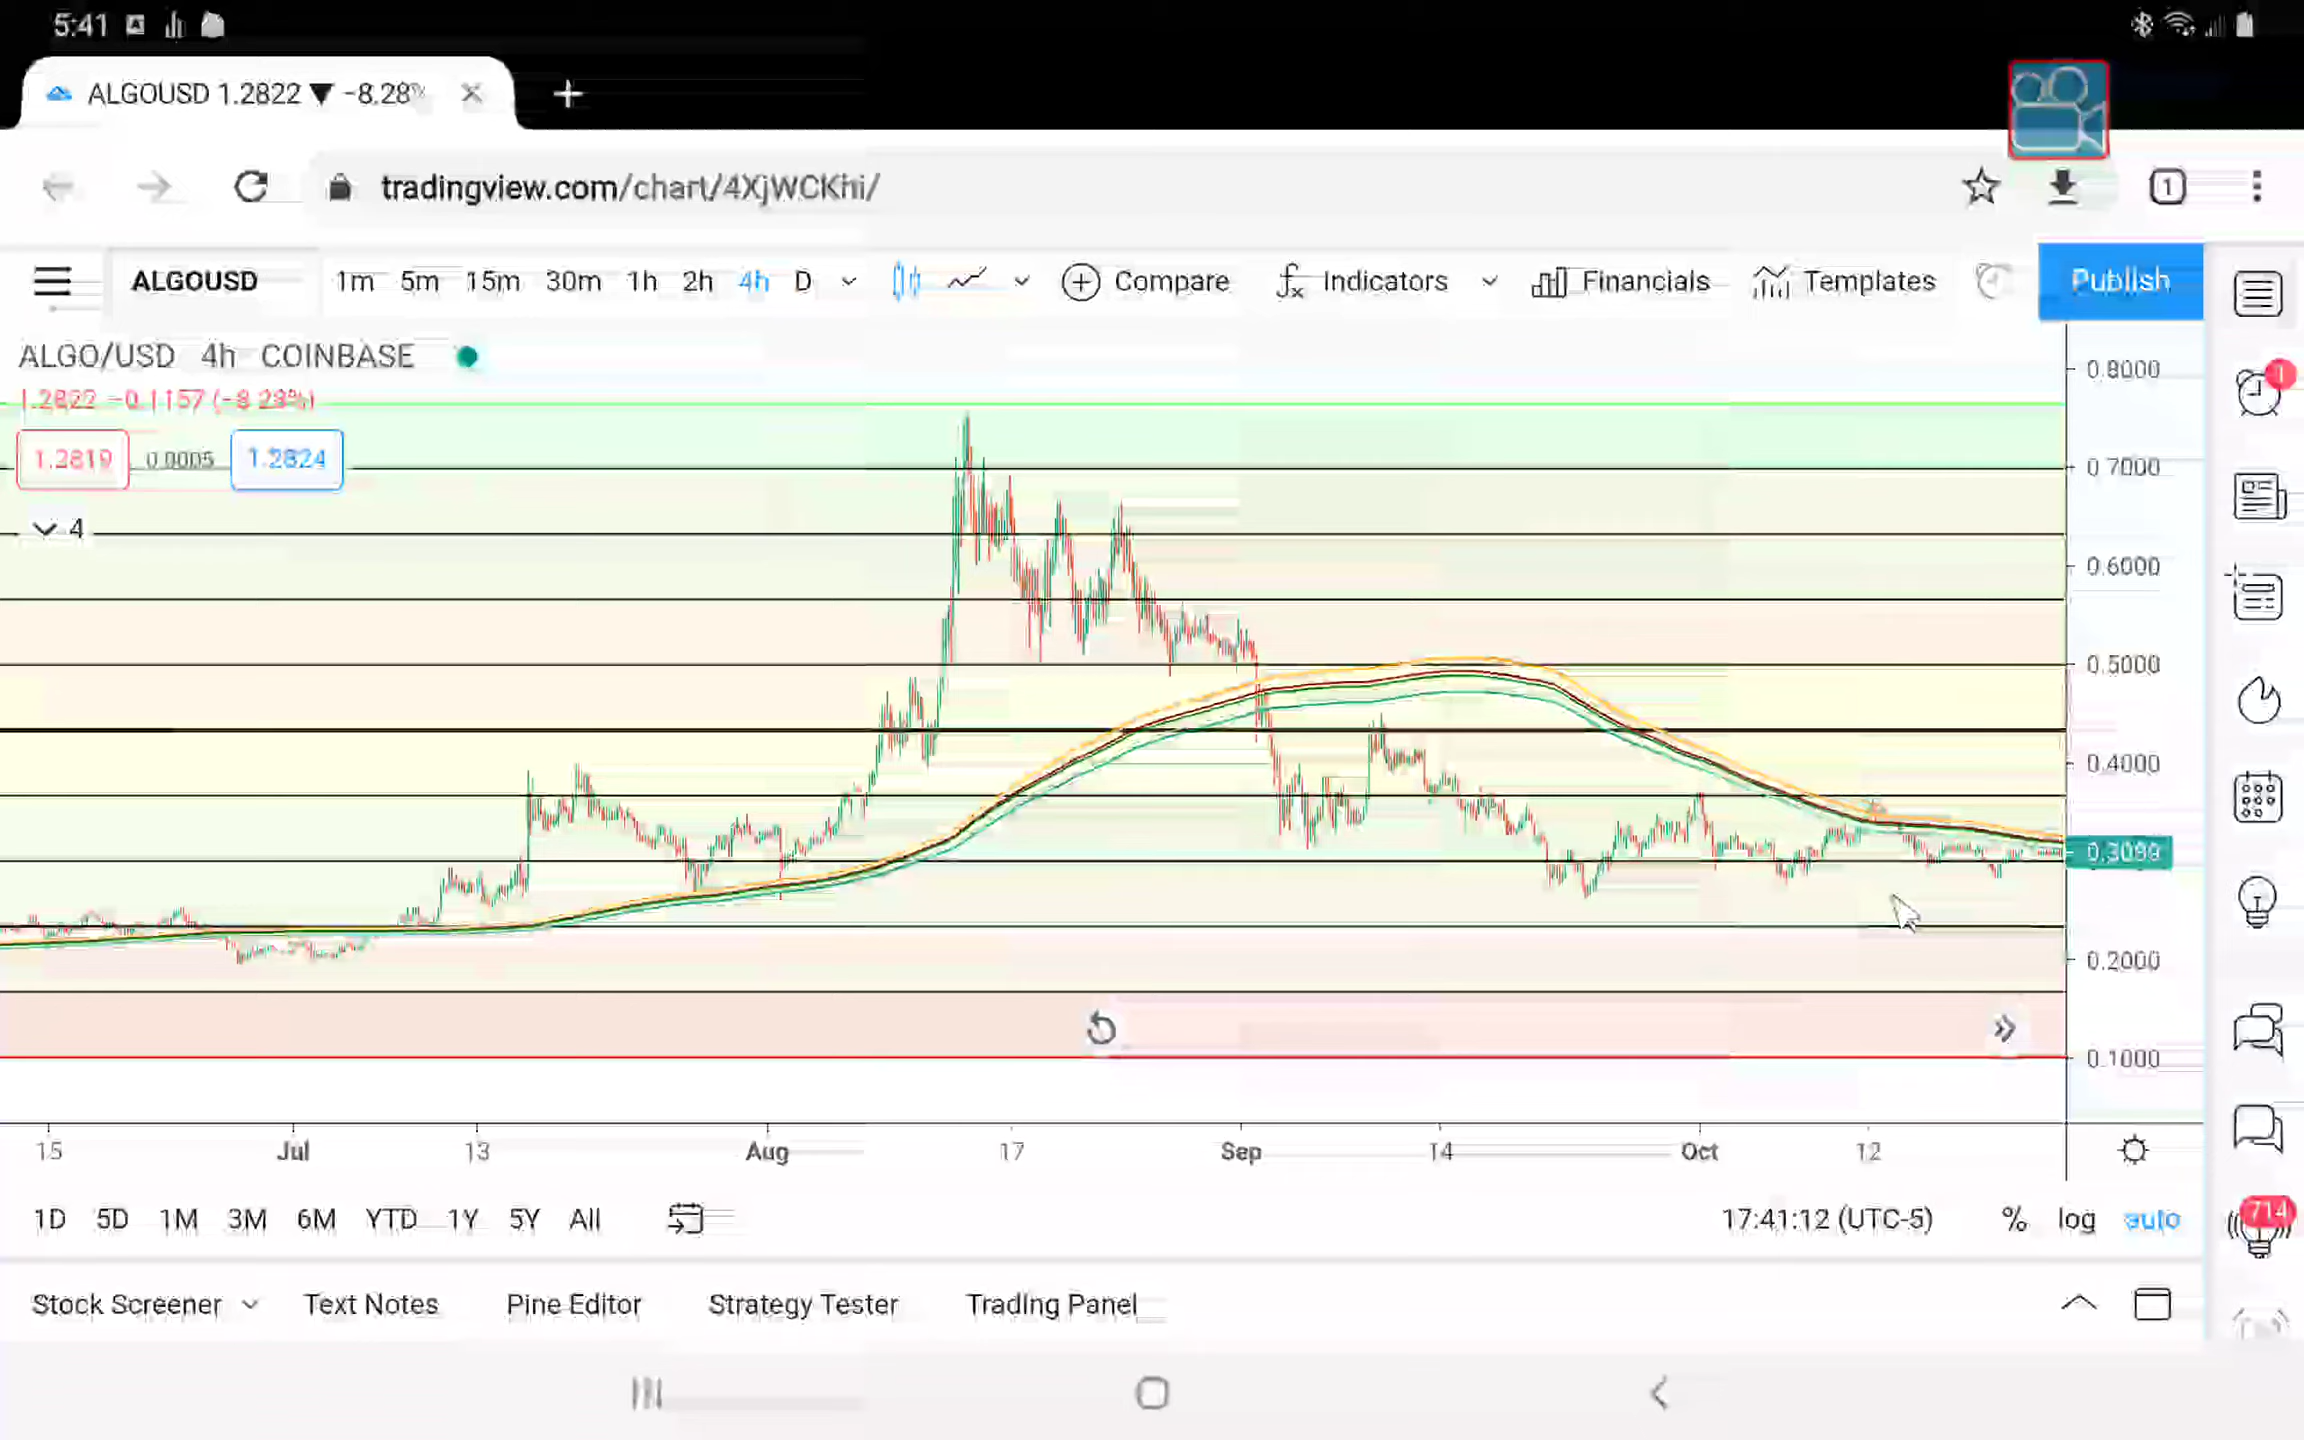 5:41
ALGOUSD 1.2822 ▼ −8.28%
tradingview.com/chart/4XjWCKhi/
1
ALGOUSD 1m 5m 15m 30m 1h 2h 4h D Compare Indicators Financials Templates Publish
ALGO/USD 4h COINBASE
1.2822 −0.1157 (−8.28%)
1.2819 0.0005 1.2824
4
0.8000
0.7000
0.6000
0.5000
0.4000
0.3099
0.2000
0.1000
15 Jul 13 Aug 17 Sep 14 Oct 12
1D 5D 1M 3M 6M YTD 1Y 5Y All 17:41:12 (UTC-5) % log auto
Stock Screener Text Notes Pine Editor Strategy Tester Trading Panel
1
714